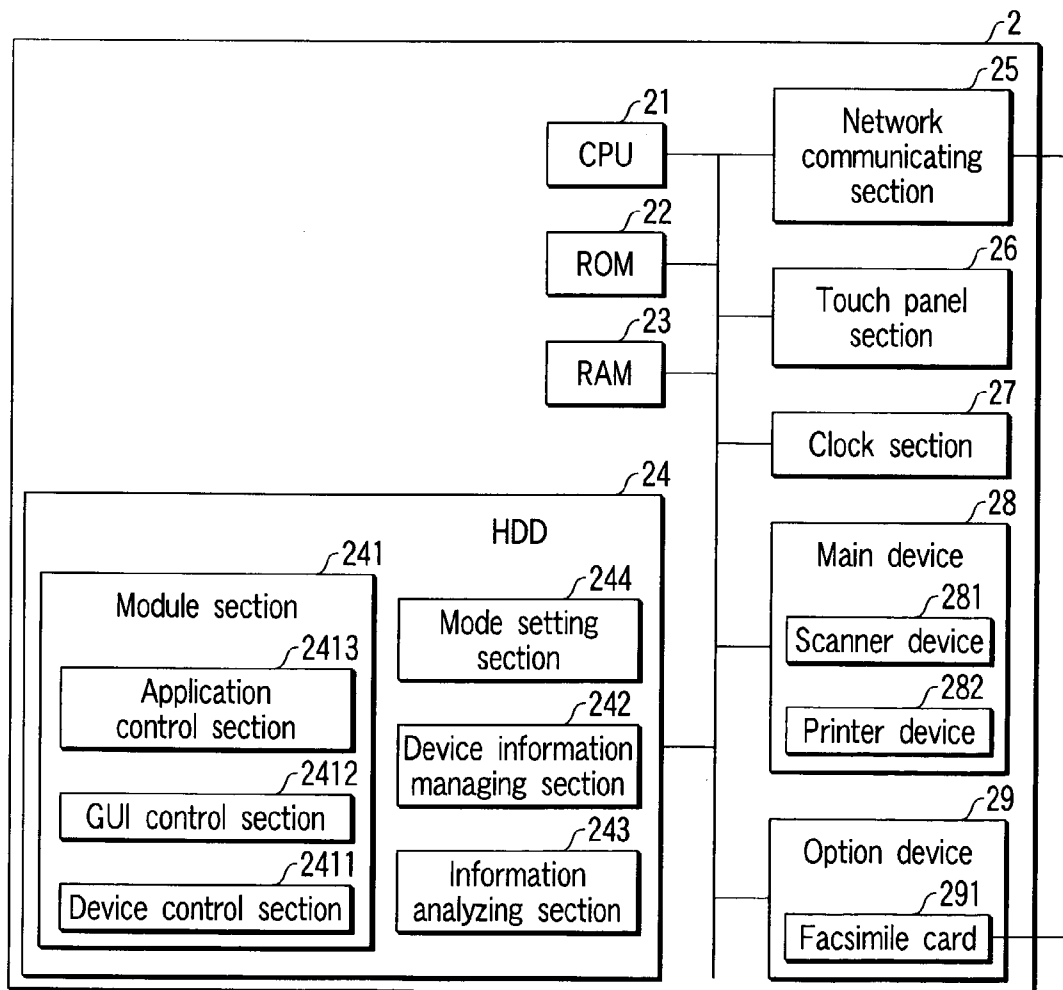 2
21
CPU
22
ROM
23
RAM
25
Network
communicating
section
26
Touch panel
section
27
Clock section
24
HDD
241
Module section
2413
Application
control section
2412
GUI control section
2411
Device control section
244
Mode setting
section
242
Device information
managing section
243
Information
analyzing section
28
Main device
281
Scanner device
282
Printer device
29
Option device
291
Facsimile card